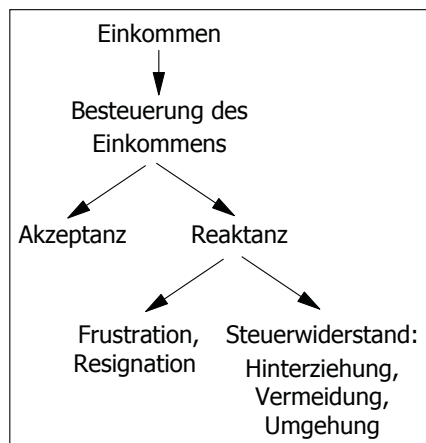 Einkommen
Besteuerung des
Einkommens
Akzeptanz
Reaktanz
Frustration,
Resignation
Steuerwiderstand:
Hinterziehung,
Vermeidung,
Umgehung